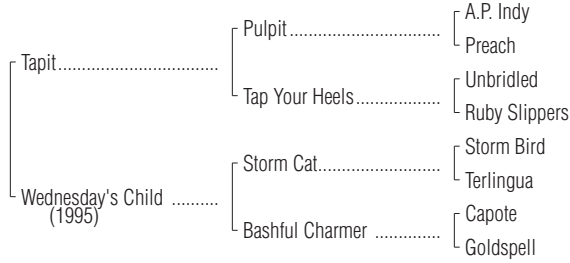 A.P. Indy
Pulpit
Preach
Tapit
Unbridled
Tap Your Heels
Ruby Slippers
Storm Bird
Storm Cat
Terlingua
Wednesday's Child
(1995)
Capote
Bashful Charmer
Goldspell